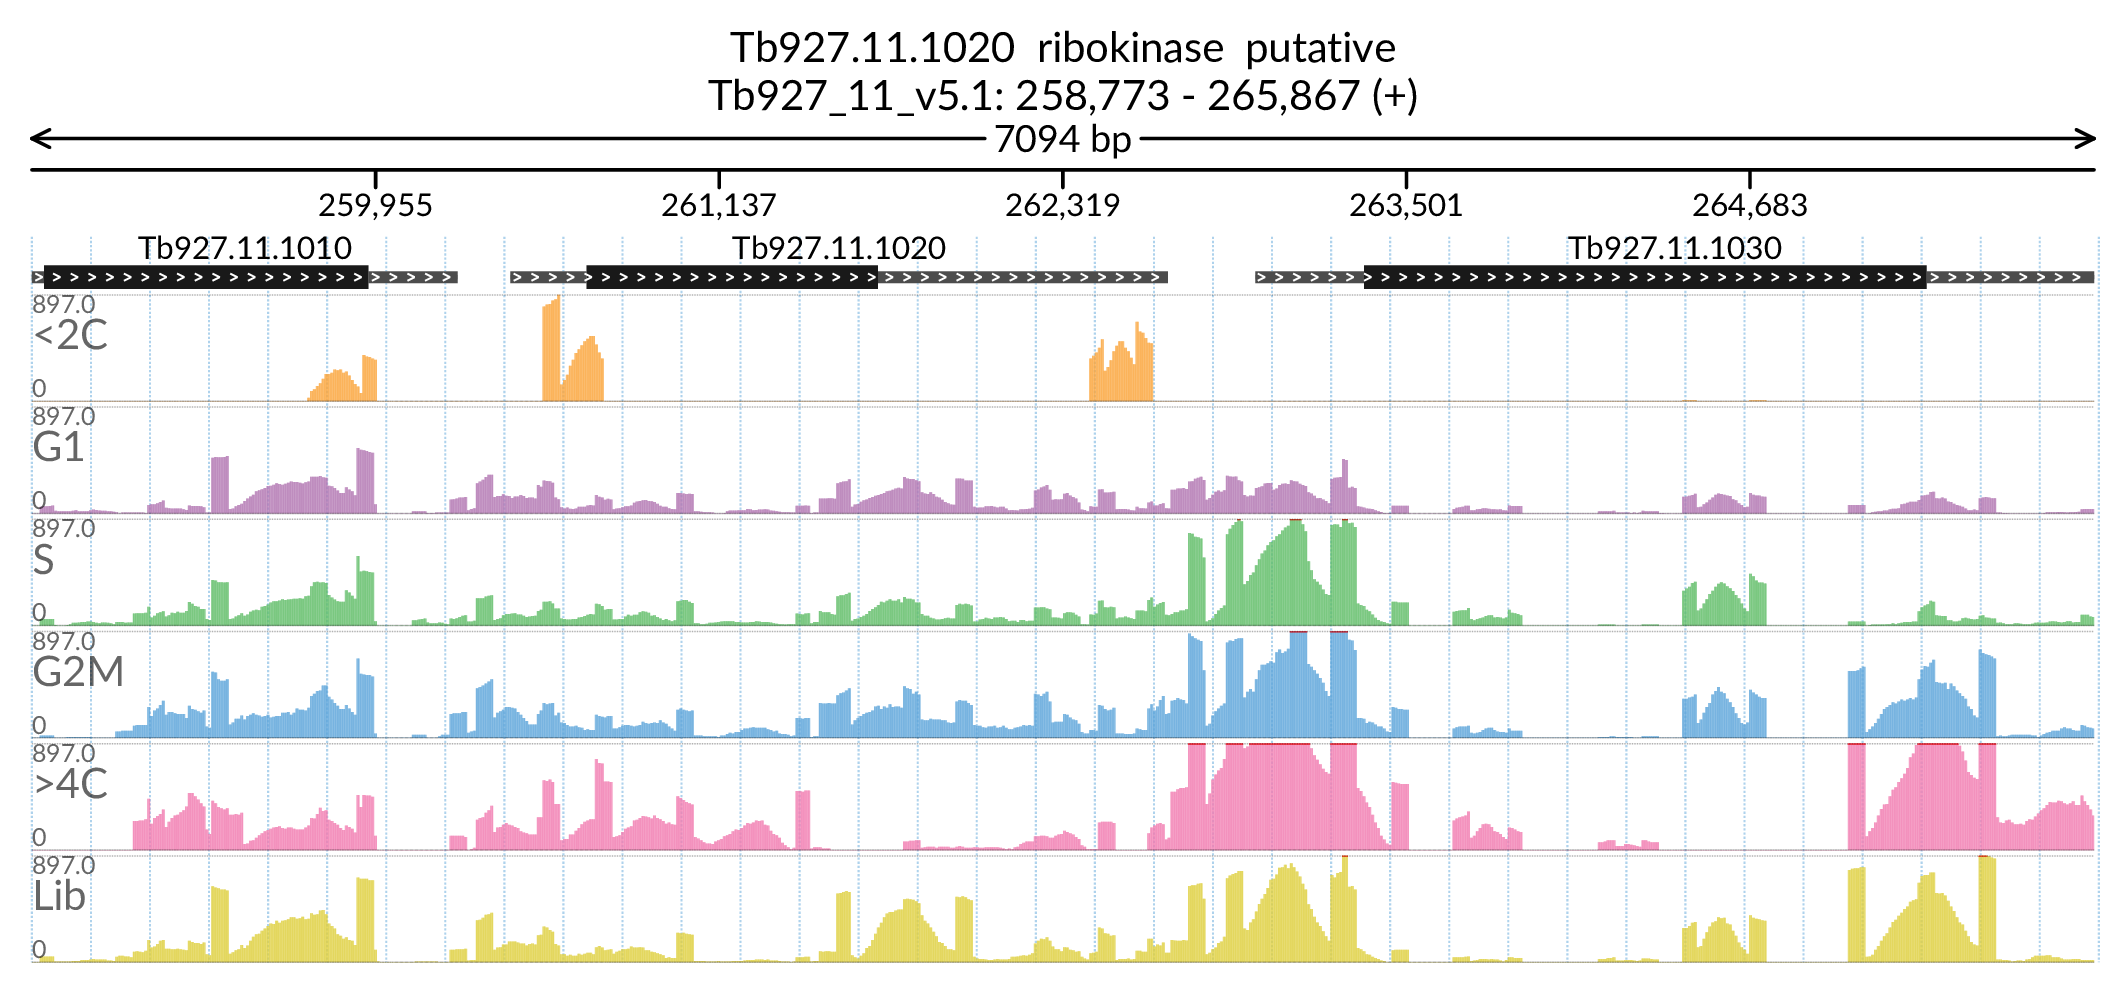 Tb927.11.1020 ribokinase putative
Tb927_11_v5.1: 258,773 - 265,867 (+)
7094 bp
259,955 261,137 262,319 263,501 264,683
Tb927.11.1010 Tb927.11.1020 Tb927.11.1030
897.0
<2C
0
897.0
G1
0
897.0
S
0
897.0
G2M
0
897.0
>4C
0
897.0
Lib
0